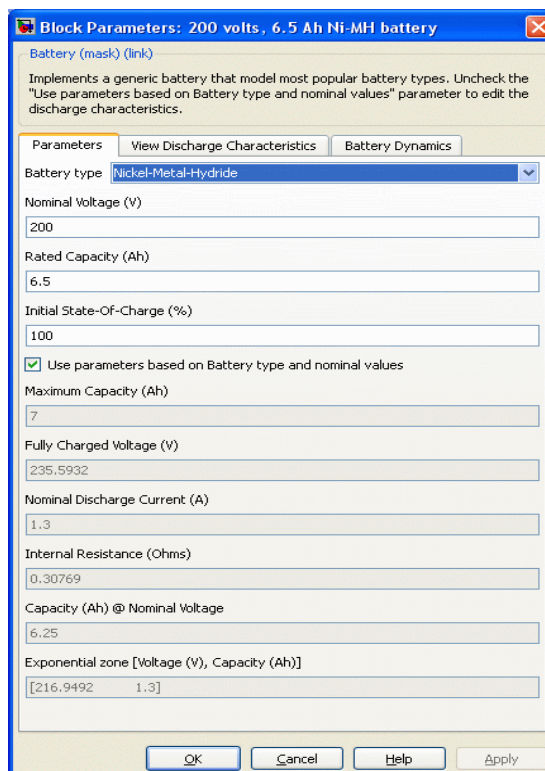 Block Parameters: 200 volts, 6.5 Ah Ni-MH battery
Battery (mask) (link)
Implements a generic battery that model most popular battery types. Uncheck the
"Use parameters based on Battery type and nominal values" parameter to edit the
discharge characteristics.
Parameters View Discharge Characteristics Battery Dynamics
Battery type Nickel-Metal-Hydride
Nominal Voltage (V)
200
Rated Capacity (Ah)
6.5
Initial State-Of-Charge (%)
100
Use parameters based on Battery type and nominal values
Maximum Capacity (Ah)
7
Fully Charged Voltage (V)
235.5932
Nominal Discharge Current (A)
1.3
Internal Resistance (Ohms)
0.30769
Capacity (Ah) @ Nominal Voltage
6.25
Exponential zone [Voltage (V), Capacity (Ah)]
[216.9492 1.3]
OK Cancel Help Apply